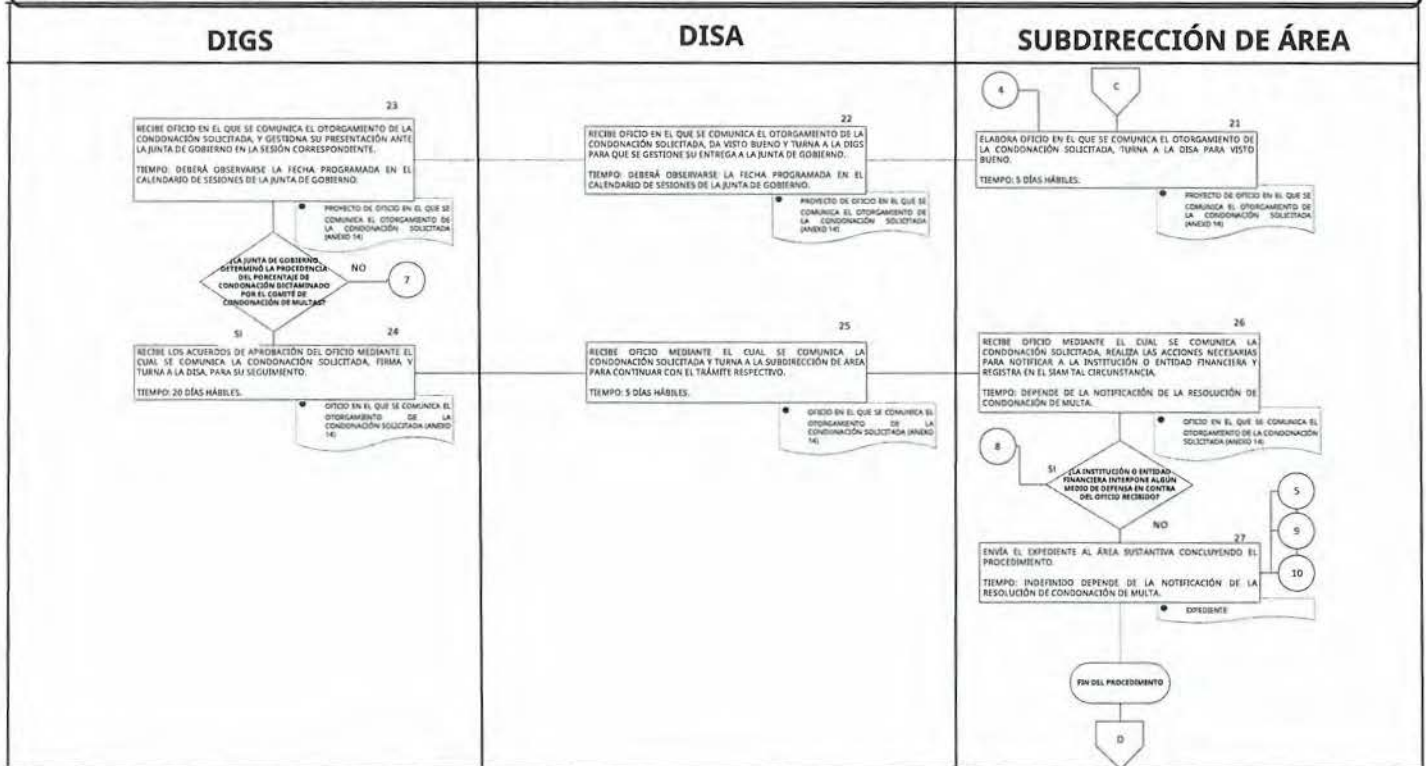 DIGS
DISA
SUBDIRECCIÓN DE ÁREA
23
RECIBE OFICIO EN EL QUE SE COMUNICA EL OTORGAMIENTO DE LA
CONDONACIÓN SOLICITADA, Y GESTIONA SU PRESENTACIÓN ANTE
LA JUNTA DE GOBIERNO EN LA SESIÓN CORRESPONDIENTE.
TIEMPO: DEBERÁ OBSERVARSE LA FECHA PROGRAMADA EN EL
CALENDARIO DE SESIONES DE LA JUNTA DE GOBIERNO.
PROYECTO DE OFICIO EN EL QUE SE
COMUNICA EL OTORGAMIENTO DE
LA CONDONACIÓN SOLICITADA
(ANEXO 14)
¿LA JUNTA DE GOBIERNO
DETERMINÓ LA PROCEDENCIA
DEL PORCENTAJE DE
CONDONACIÓN DICTAMINADO
POR EL COMITÉ DE
CONDONACIÓN DE MULTAS?
NO
7
SI
24
RECIBE LOS ACUERDOS DE APROBACIÓN DEL OFICIO MEDIANTE EL
CUAL SE COMUNICA LA CONDONACIÓN SOLICITADA, FIRMA Y
TURNA A LA DISA, PARA SU SEGUIMIENTO.
TIEMPO: 20 DÍAS HÁBILES.
OFICIO EN EL QUE SE COMUNICA EL
OTORGAMIENTO DE LA
CONDONACIÓN SOLICITADA (ANEXO
14)
22
RECIBE OFICIO EN EL QUE SE COMUNICA EL OTORGAMIENTO DE LA
CONDONACIÓN SOLICITADA, DA VISTO BUENO Y TURNA A LA DIGS
PARA QUE SE GESTIONE SU ENTREGA A LA JUNTA DE GOBIERNO.
TIEMPO: DEBERÁ OBSERVARSE LA FECHA PROGRAMADA EN EL
CALENDARIO DE SESIONES DE LA JUNTA DE GOBIERNO.
PROYECTO DE OFICIO EN EL QUE SE
COMUNICA EL OTORGAMIENTO DE
LA CONDONACIÓN SOLICITADA
(ANEXO 14)
25
RECIBE OFICIO MEDIANTE EL CUAL SE COMUNICA LA
CONDONACIÓN SOLICITADA Y TURNA A LA SUBDIRECCIÓN DE ÁREA
PARA CONTINUAR CON EL TRÁMITE RESPECTIVO.
TIEMPO: 5 DÍAS HÁBILES.
OFICIO EN EL QUE SE COMUNICA EL
OTORGAMIENTO DE LA
CONDONACIÓN SOLICITADA (ANEXO
14)
4
C
21
ELABORA OFICIO EN EL QUE SE COMUNICA EL OTORGAMIENTO DE
LA CONDONACIÓN SOLICITADA, TURNA A LA DISA PARA VISTO
BUENO.
TIEMPO: 5 DÍAS HÁBILES.
PROYECTO DE OFICIO EN EL QUE SE
COMUNICA EL OTORGAMIENTO DE
LA CONDONACIÓN SOLICITADA
(ANEXO 14)
26
RECIBE OFICIO MEDIANTE EL CUAL SE COMUNICA LA
CONDONACIÓN SOLICITADA, REALIZA LAS ACCIONES NECESARIAS
PARA NOTIFICAR A LA INSTITUCIÓN O ENTIDAD FINANCIERA Y
REGISTRA EN EL SIAM TAL CIRCUNSTANCIA.
TIEMPO: DEPENDE DE LA NOTIFICACIÓN DE LA RESOLUCIÓN DE
CONDONACIÓN DE MULTA.
OFICIO EN EL QUE SE COMUNICA EL
OTORGAMIENTO DE LA CONDONACIÓN
SOLICITADA (ANEXO 14)
8
SI
¿LA INSTITUCIÓN O ENTIDAD
FINANCIERA INTERPONE ALGÚN
MEDIO DE DEFENSA EN CONTRA
DEL OFICIO RECIBIDO?
NO
5
9
10
27
ENVÍA EL EXPEDIENTE AL ÁREA SUSTANTIVA CONCLUYENDO EL
PROCEDIMIENTO.
TIEMPO: INDEFINIDO DEPENDE DE LA NOTIFICACIÓN DE LA
RESOLUCIÓN DE CONDONACIÓN DE MULTA.
EXPEDIENTE
FIN DEL PROCEDIMIENTO
D